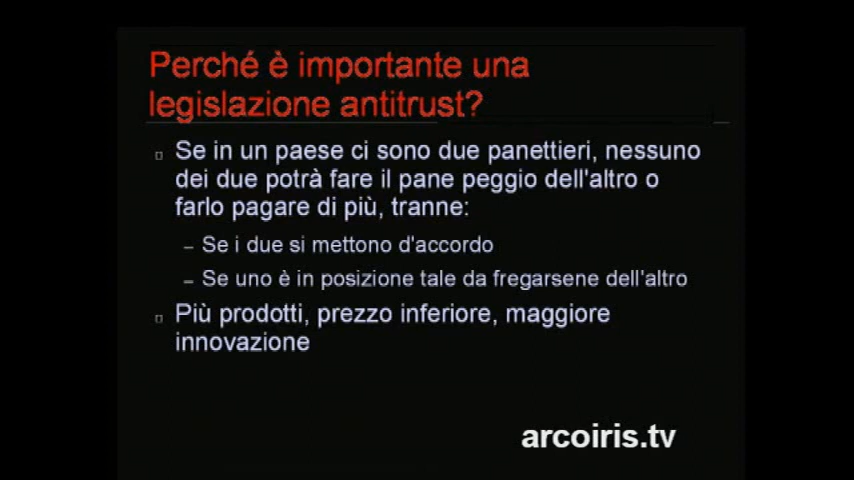 Perché è importante una
legislazione antitrust?
Se in un paese ci sono due panettieri, nessuno
dei due potrà fare il pane peggio dell'altro o
farlo pagare di più, tranne:
– Se i due si mettono d'accordo
– Se uno è in posizione tale da fregarsene dell'altro
Più prodotti, prezzo inferiore, maggiore
innovazione
arcoiris.tv